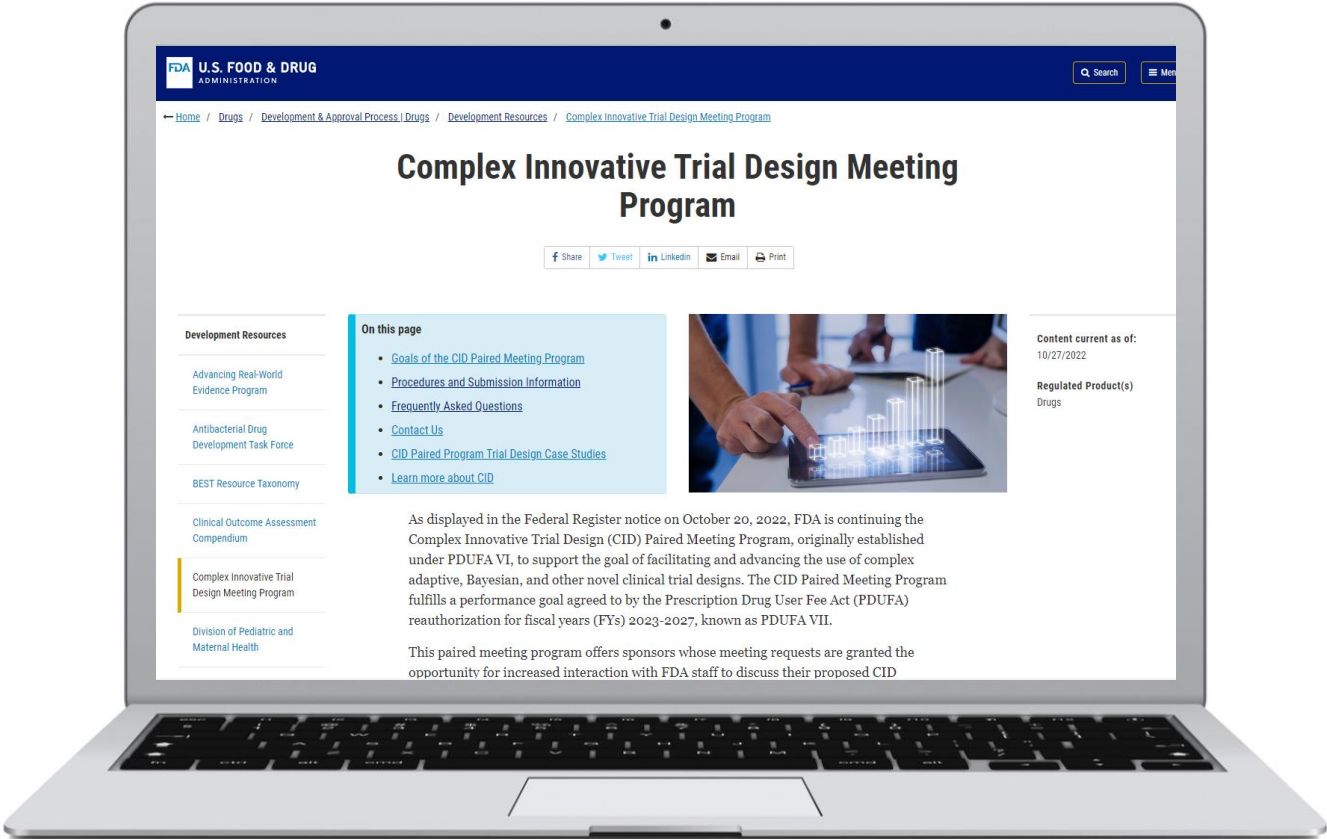 FDA U.S. FOOD & DRUG
ADMINISTRATION
Search
Men
Home / Drugs / Development & Approval Process | Drugs / Development Resources / Complex Innovative Trial Design Meeting Program
Complex Innovative Trial Design Meeting
Program
Share Tweet in Linkedin Email Print
Development Resources
Advancing Real-World
Evidence Program
Antibacterial Drug
Development Task Force
BEST Resource Taxonomy
Clinical Outcome Assessment
Compendium
Complex Innovative Trial
Design Meeting Program
Division of Pediatric and
Maternal Health
On this page
• Goals of the CID Paired Meeting Program
• Procedures and Submission Information
• Frequently Asked Questions
• Contact Us
• CID Paired Program Trial Design Case Studies
• Learn more about CID
Content current as of:
10/27/2022
Regulated Product(s)
Drugs
As displayed in the Federal Register notice on October 20, 2022, FDA is continuing the
Complex Innovative Trial Design (CID) Paired Meeting Program, originally established
under PDUFA VI, to support the goal of facilitating and advancing the use of complex
adaptive, Bayesian, and other novel clinical trial designs. The CID Paired Meeting Program
fulfills a performance goal agreed to by the Prescription Drug User Fee Act (PDUFA)
reauthorization for fiscal years (FYs) 2023-2027, known as PDUFA VII.
This paired meeting program offers sponsors whose meeting requests are granted the
opportunity for increased interaction with FDA staff to discuss their proposed CID